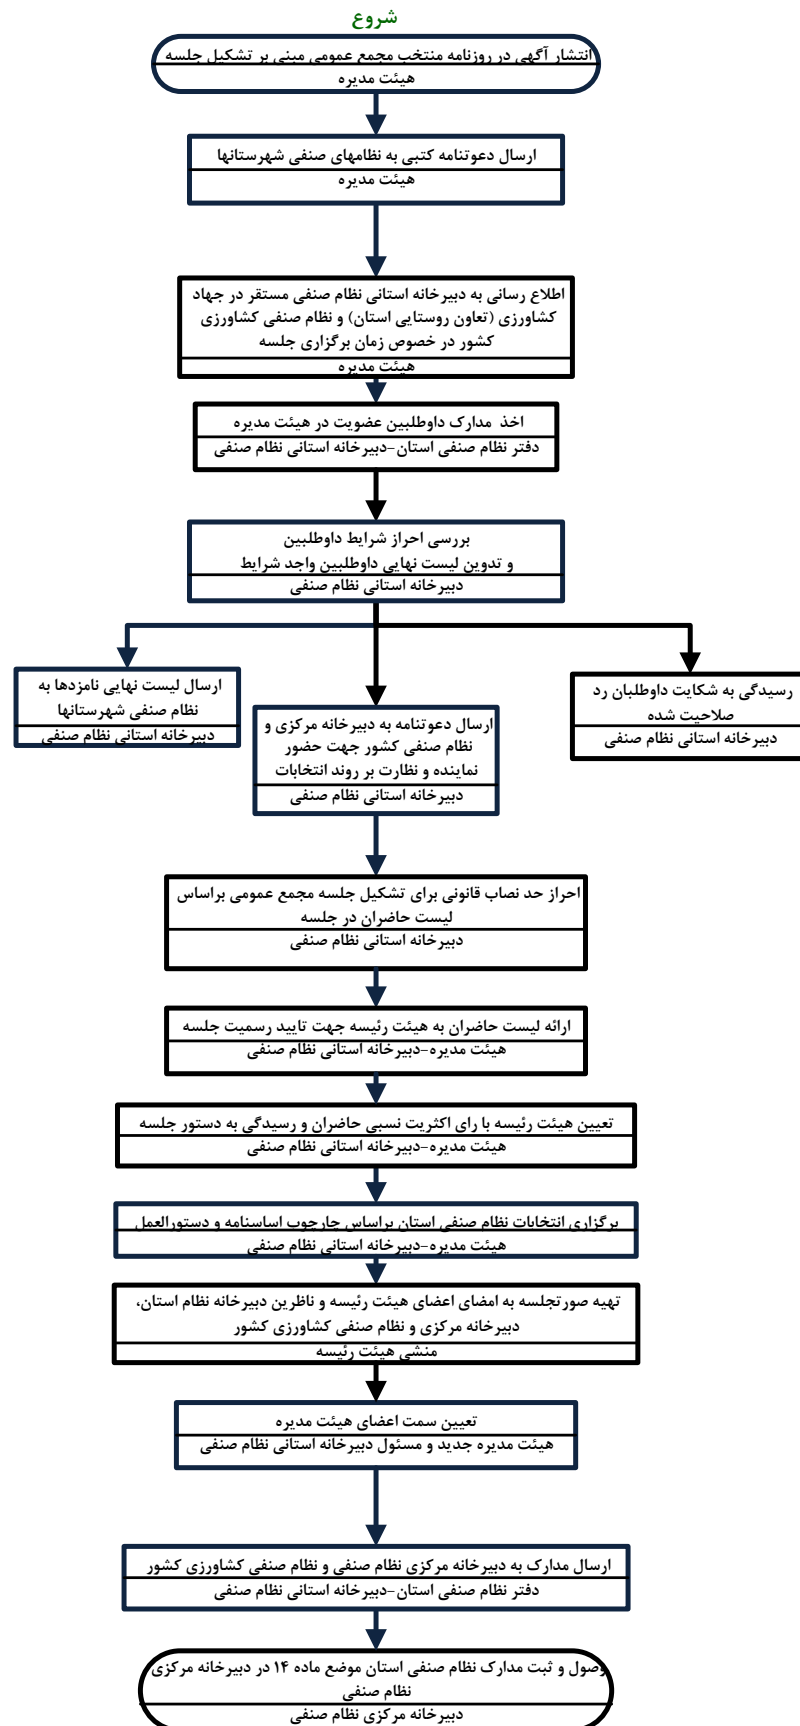 شروع
انتشار آگهی در روزنامه منتخب مجمع عمومی مبنی بر تشکیل جلسه
هیئت مدیره
ارسال دعوتنامه کتبی به نظامهای صنفی شهرستانها
هیئت مدیره
اطلاع رسانی به دبیرخانه استانی نظام صنفی مستقر در جهاد
کشاورزی (تعاون روستایی استان) و نظام صنفی کشاورزی
کشور در خصوص زمان برگزاری جلسه
هیئت مدیره
اخذ مدارک داوطلبین عضویت در هیئت مدیره
دفتر نظام صنفی استان-دبیرخانه استانی نظام صنفی
بررسی احراز شرایط داوطلبین
و تدوین لیست نهایی داوطلبین واجد شرایط
دبیرخانه استانی نظام صنفی
رسیدگی به شکایت داوطلبان رد
صلاحیت شده
دبیرخانه استانی نظام صنفی
ارسال دعوتنامه به دبیرخانه مرکزی و
نظام صنفی کشور جهت حضور
نماینده و نظارت بر روند انتخابات
دبیرخانه استانی نظام صنفی
ارسال لیست نهایی نامزدها به
نظام صنفی شهرستانها
دبیرخانه استانی نظام صنفی
احراز حد نصاب قانونی برای تشکیل جلسه مجمع عمومی براساس
لیست حاضران در جلسه
دبیرخانه استانی نظام صنفی
ارائه لیست حاضران به هیئت رئیسه جهت تایید رسمیت جلسه
هیئت مدیره-دبیرخانه استانی نظام صنفی
تعیین هیئت رئیسه با رای اکثریت نسبی حاضران و رسیدگی به دستور جلسه
هیئت مدیره-دبیرخانه استانی نظام صنفی
برگزاری انتخابات نظام صنفی استان براساس چارچوب اساسنامه و دستورالعمل
هیئت مدیره-دبیرخانه استانی نظام صنفی
تهیه صورتجلسه به امضای اعضای هیئت رئیسه و ناظرین دبیرخانه نظام استان،
دبیرخانه مرکزی و نظام صنفی کشاورزی کشور
منشی هیئت رئیسه
تعیین سمت اعضای هیئت مدیره
هیئت مدیره جدید و مسئول دبیرخانه استانی نظام صنفی
ارسال مدارک به دبیرخانه مرکزی نظام صنفی و نظام صنفی کشاورزی کشور
دفتر نظام صنفی استان-دبیرخانه استانی نظام صنفی
وصول و ثبت مدارک نظام صنفی استان موضع ماده ۱۴ در دبیرخانه مرکزی
نظام صنفی
دبیرخانه مرکزی نظام صنفی